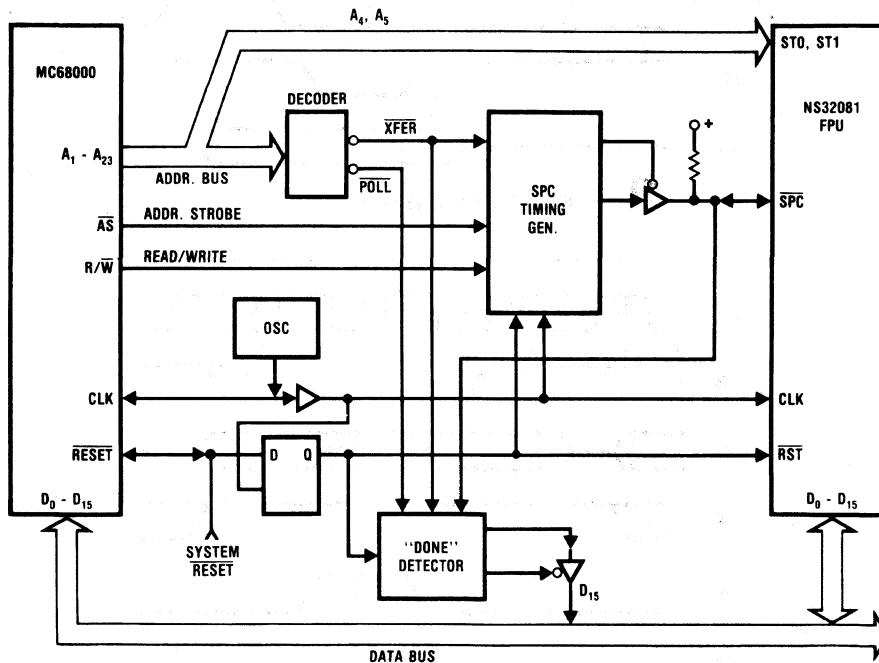 A4, A5
MC68000
ST0, ST1
NS32081
FPU
DECODER
XFER
A1 - A23
ADDR. BUS
POLL
SPC
TIMING
GEN.
+
SPC
AS
ADDR. STROBE
R/W
READ/WRITE
OSC
CLK
CLK
RESET
D Q
RST
D0 - D15
D0 - D15
SYSTEM
RESET
"DONE"
DETECTOR
D15
DATA BUS